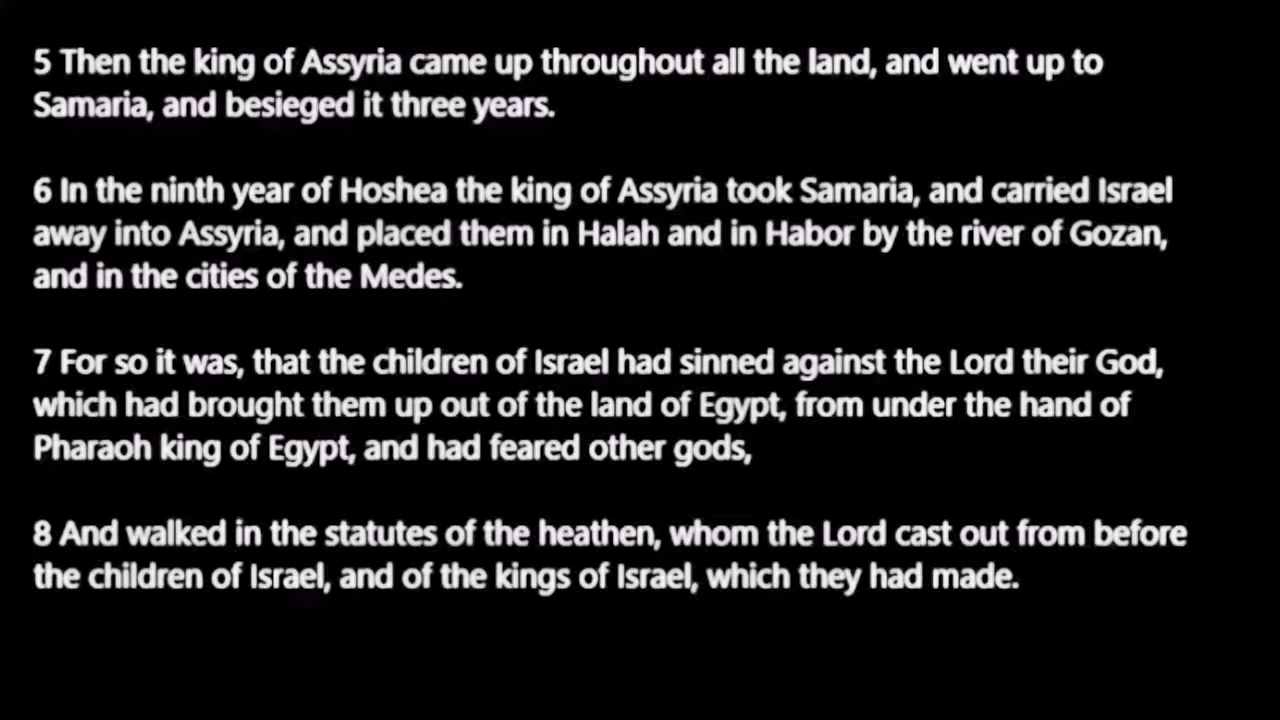 5 Then the king of Assyria came up throughout all the land, and went up to
Samaria, and besieged it three years.
6 In the ninth year of Hoshea the king of Assyria took Samaria, and carried Israel
away into Assyria, and placed them in Halah and in Habor by the river of Gozan,
and in the cities of the Medes.
7 For so it was, that the children of Israel had sinned against the Lord their God,
which had brought them up out of the land of Egypt, from under the hand of
Pharaoh king of Egypt, and had feared other gods,
8 And walked in the statutes of the heathen, whom the Lord cast out from before
the children of Israel, and of the kings of Israel, which they had made.